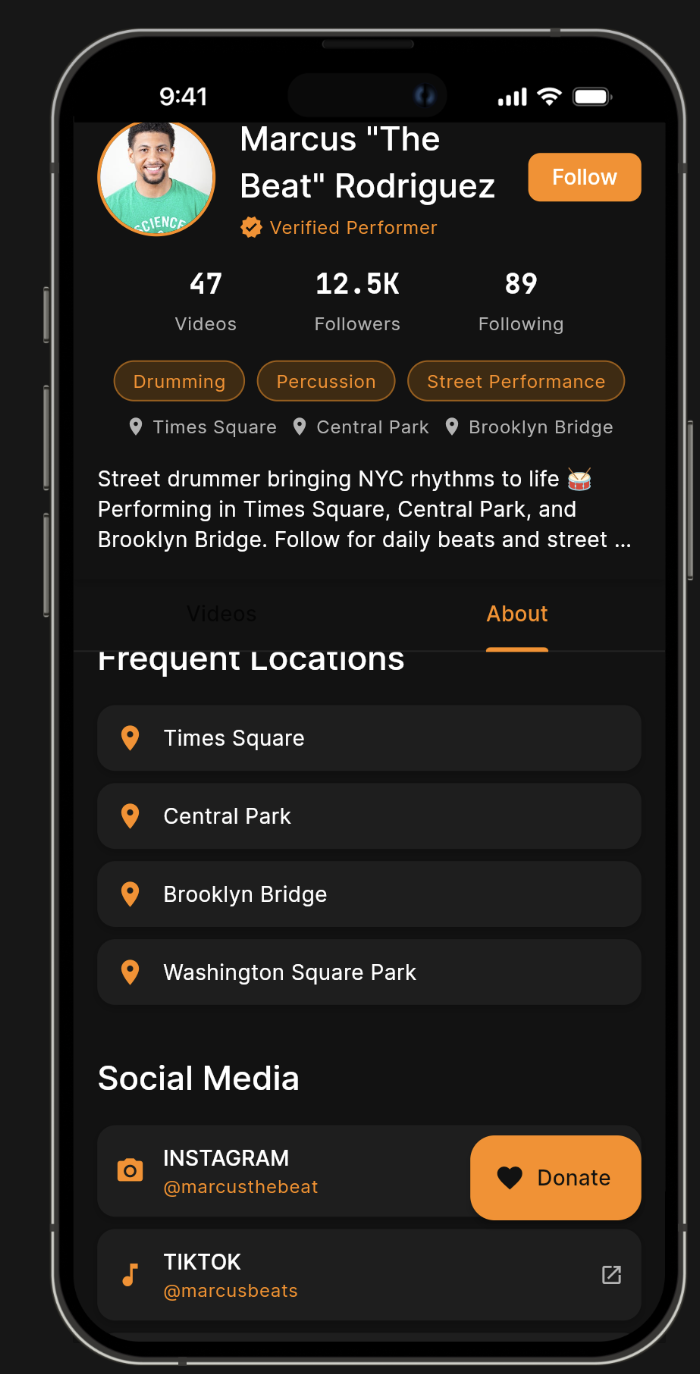 9:41
Marcus "The
Beat" Rodriguez
Follow
Verified Performer
47
12.5K
89
Videos
Followers
Following
Drumming
Percussion
Street Performance
Times Square
Central Park
Brooklyn Bridge
Street drummer bringing NYC rhythms to life 🥁
Performing in Times Square, Central Park, and
Brooklyn Bridge. Follow for daily beats and street ...
Videos
About
Frequent Locations
Times Square
Central Park
Brooklyn Bridge
Washington Square Park
Social Media
INSTAGRAM
@marcusthebeat
Donate
TIKTOK
@marcusbeats
SCIENCE